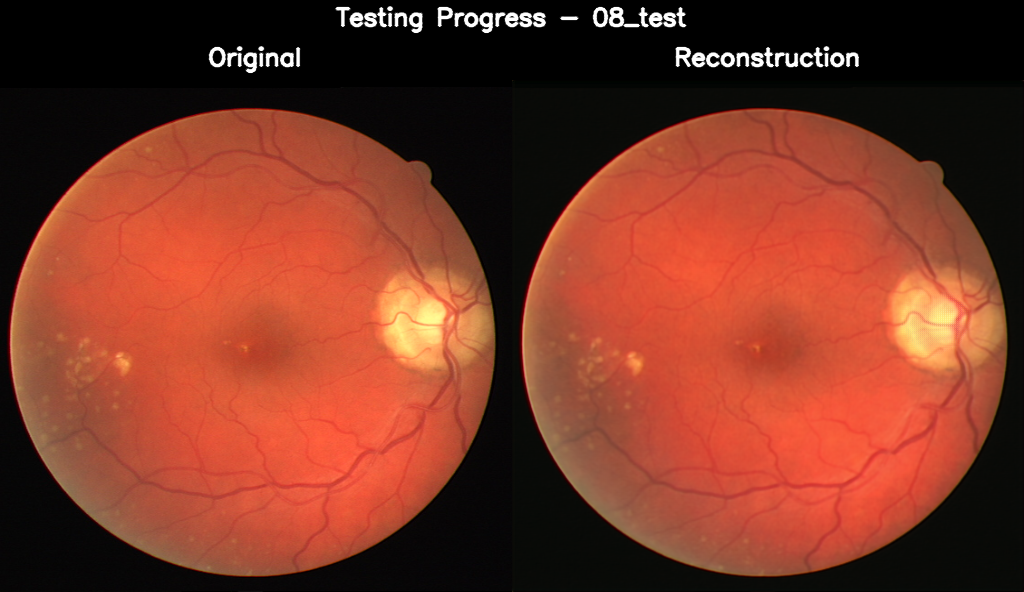 Testing Progress - 08_test
Original
Reconstruction